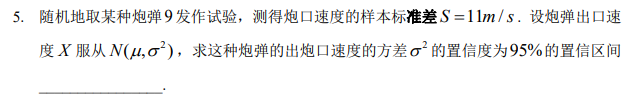 5. 随机地取某种炮弹9发作试验，测得炮口速度的样本标准差S=11m/s．设炮弹出口速
度 X 服从 N(μ,σ²)，求这种炮弹的出炮口速度的方差σ² 的置信度为95%的置信区间
________________.